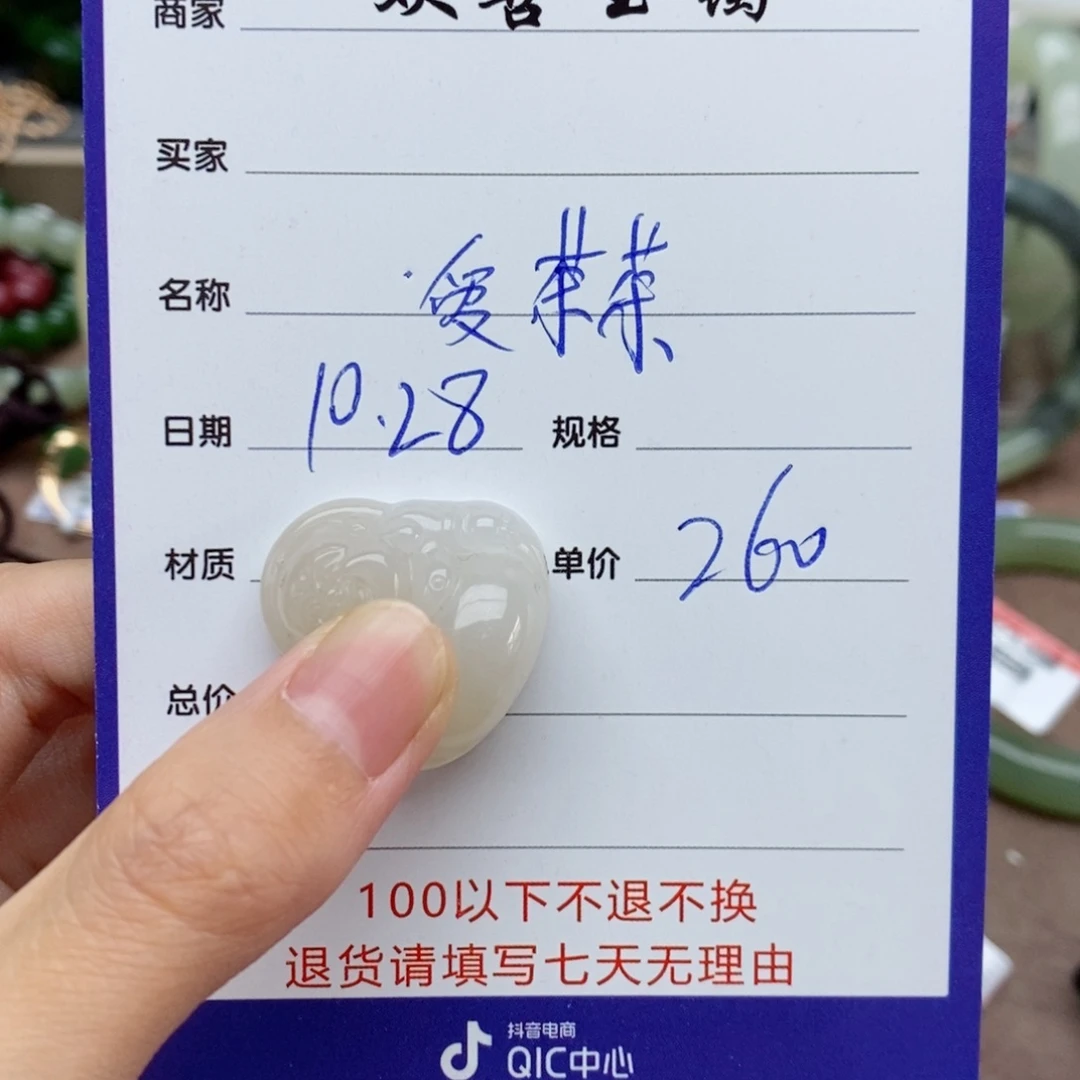 商家
买家
名称 爱菜菜
日期 10.28 规格
材质 单价 260
总价
100以下不退不换
退货请填写七天无理由
抖音电商
QIC中心